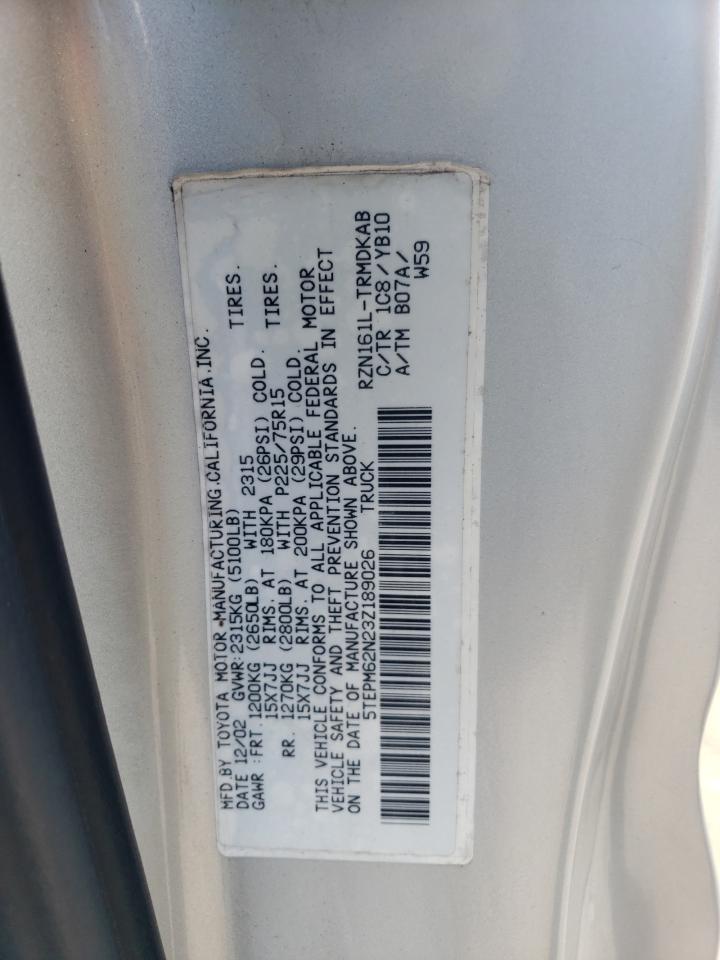 MFD.BY TOYOTA MOTOR MANUFACTURING.CALIFORNIA.INC.
DATE 12/02 GVWR:2315KG (5100LB)
GAWR :FRT.1200KG (2650LB) WITH 2315 TIRES.
15X7JJ RIMS. AT 180KPA (26PSI) COLD.
RR. 1270KG (2800LB) WITH P225/75R15 TIRES.
15X7JJ RIMS. AT 200KPA (29PSI) COLD.
THIS VEHICLE CONFORMS TO ALL APPLICABLE FEDERAL MOTOR
VEHICLE SAFETY AND THEFT PREVENTION STANDARDS IN EFFECT
ON THE DATE OF MANUFACTURE SHOWN ABOVE.
5TEPM62N23Z189026 TRUCK
RZN161L-TRMDKAB
C/TR 1C8/YB10
A/TM B07A/
W59